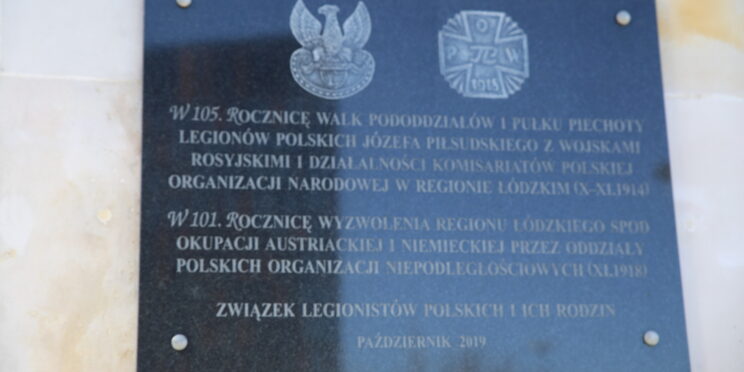 O
P JP W
1918
W 105. ROCZNICĘ WALK PODODDZIAŁÓW I PUŁKU PIECHOTY
LEGIONÓW POLSKICH JÓZEFA PIŁSUDSKIEGO Z WOJSKAMI
ROSYJSKIMI I DZIAŁALNOŚCI KOMISARIATÓW POLSKIEJ
ORGANIZACJI NARODOWEJ W REGIONIE ŁÓDZKIM (X-XI.1914)
W 101. ROCZNICĘ WYZWOLENIA REGIONU ŁÓDZKIEGO SPOD
OKUPACJI AUSTRIACKIEJ I NIEMIECKIEJ PRZEZ ODDZIAŁY
POLSKICH ORGANIZACJI NIEPODLEGŁOŚCIOWYCH (XI.1918)
ZWIĄZEK LEGIONISTÓW POLSKICH I ICH RODZIN
PAŹDZIERNIK 2019